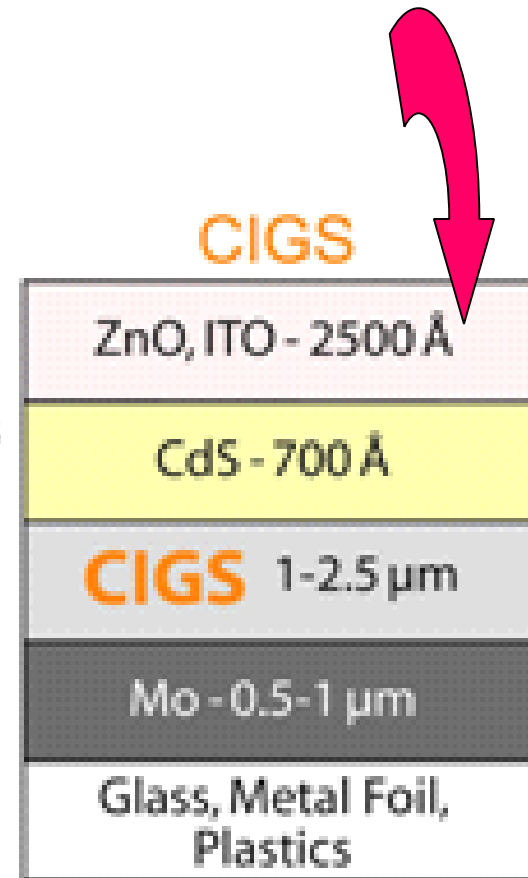 CIGS
ZnO, ITO - 2500 Å
CdS - 700 Å
CIGS 1-2.5 μm
Mo - 0.5-1 μm
Glass, Metal Foil,
Plastics